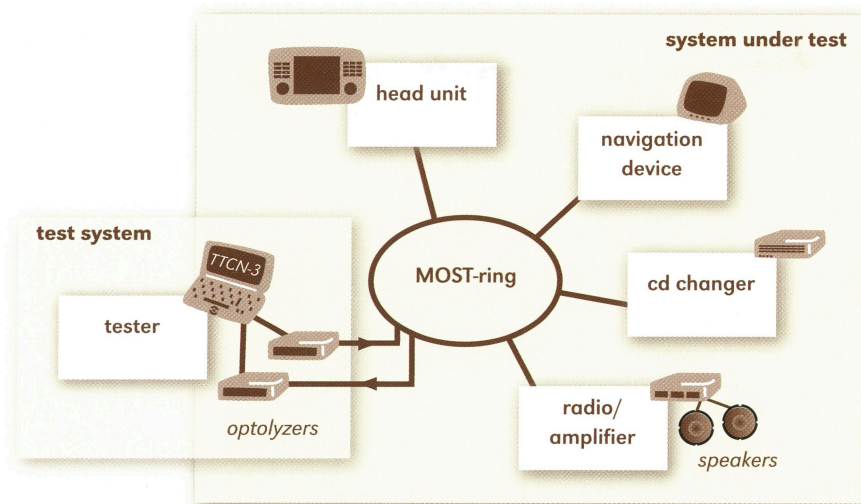 system under test
head unit
navigation
device
test system
TTCN-3
MOST-ring
cd changer
tester
radio/
amplifier
optolyzers
speakers